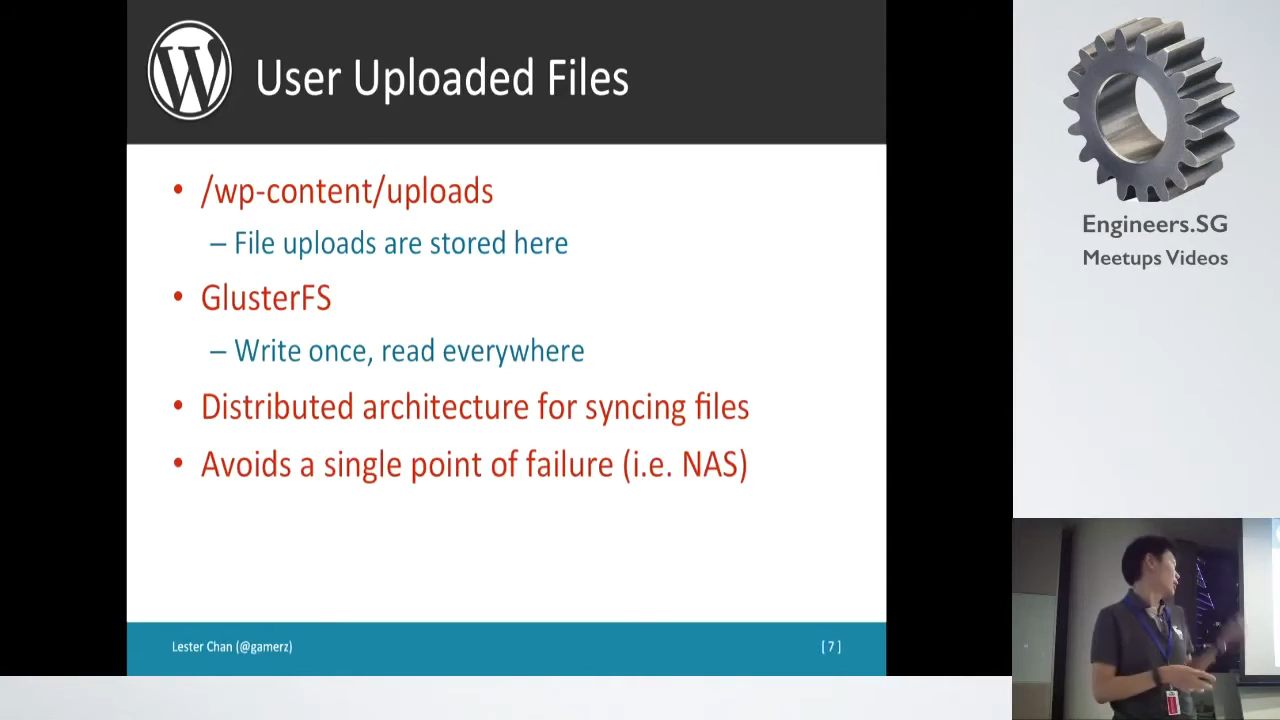 User Uploaded Files
• /wp-content/uploads
– File uploads are stored here
• GlusterFS
– Write once, read everywhere
• Distributed architecture for syncing files
• Avoids a single point of failure (i.e. NAS)
Lester Chan (@gamerz)
[ 7 ]
Engineers.SG
Meetups Videos